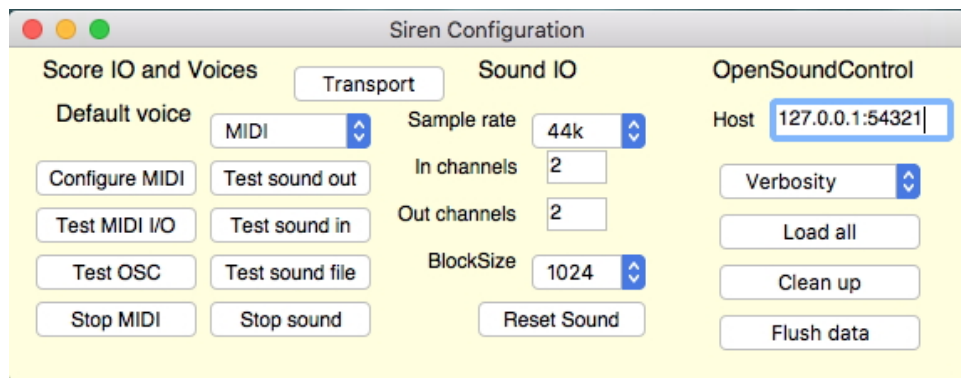 Siren Configuration
Score IO and Voices
Transport
Sound IO
OpenSoundControl
Default voice
MIDI
Sample rate
44k
Host
127.0.0.1:54321
Configure MIDI
Test sound out
In channels
2
Verbosity
Test MIDI I/O
Test sound in
Out channels
2
Load all
Test OSC
Test sound file
BlockSize
1024
Clean up
Stop MIDI
Stop sound
Reset Sound
Flush data